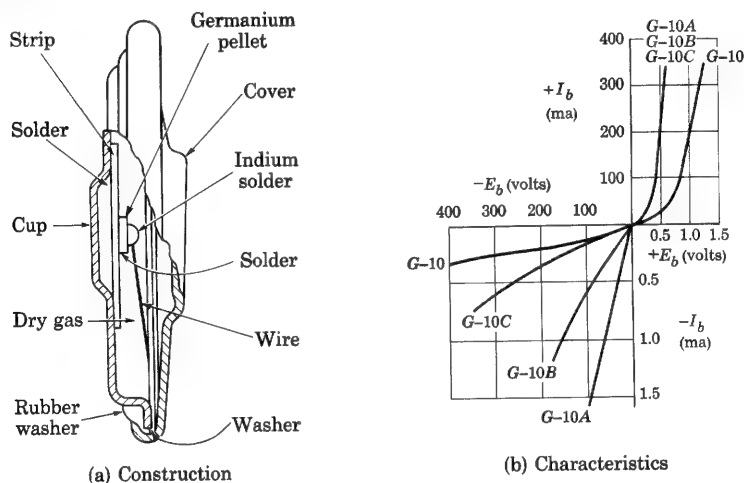 Germanium
pellet
Strip
Cover
Solder
Indium
solder
Cup
Solder
Dry gas
Wire
Rubber
washer
Washer
(a) Construction
G–10A
G–10B
G–10C G–10
400
300
200
100
+I_b
(ma)
−E_b (volts)
400 300 200 100
0
0.5 1.0 1.5
+E_b (volts)
G–10
0.5
G–10C
−I_b
(ma)
1.0
G–10B
1.5
G–10A
(b) Characteristics